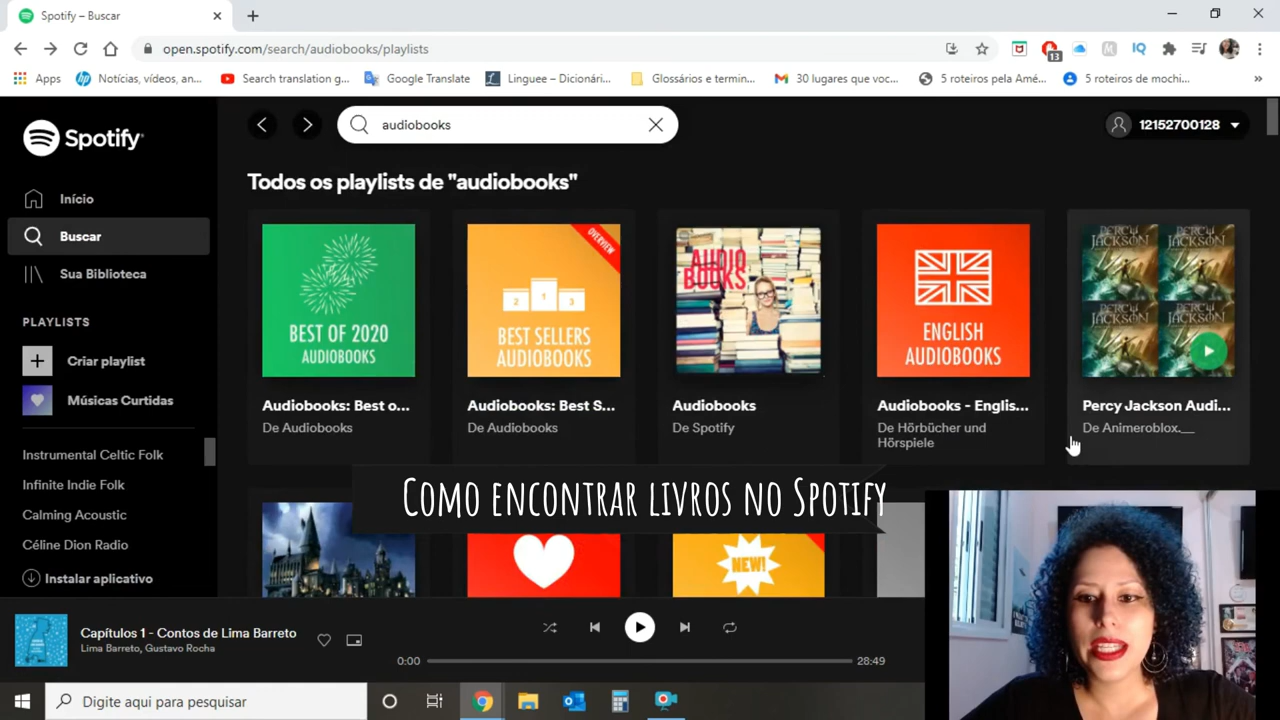 Spotify – Buscar
open.spotify.com/search/audiobooks/playlists
13
Apps
Notícias, vídeos, an...
Search translation g...
Google Translate
Linguee – Dicionári...
Glossários e termin...
30 lugares que voc...
5 roteiros pela Amé...
5 roteiros de mochi...
Spotify
audiobooks
12152700128
Início
Buscar
Sua Biblioteca
PLAYLISTS
Criar playlist
Músicas Curtidas
Instrumental Celtic Folk
Infinite Indie Folk
Calming Acoustic
Céline Dion Radio
Instalar aplicativo
Todos os playlists de "audiobooks"
BEST OF 2020
AUDIOBOOKS
Audiobooks: Best o...
De Audiobooks
OVERVIEW
2 1 3
BEST SELLERS
AUDIOBOOKS
Audiobooks: Best S...
De Audiobooks
AUDIO
BOOKS
Audiobooks
De Spotify
ENGLISH
AUDIOBOOKS
Audiobooks - Englis...
De Hörbücher und
Hörspiele
PERCY JACKSON
PERCY JACKSON
PERCY JACKSON
PERCY JACKSON
Percy Jackson Audi...
De Animeroblox.__
Como encontrar livros no Spotify
NEW!
Capítulos 1 - Contos de Lima Barreto
Lima Barreto, Gustavo Rocha
0:00
28:49
Digite aqui para pesquisar